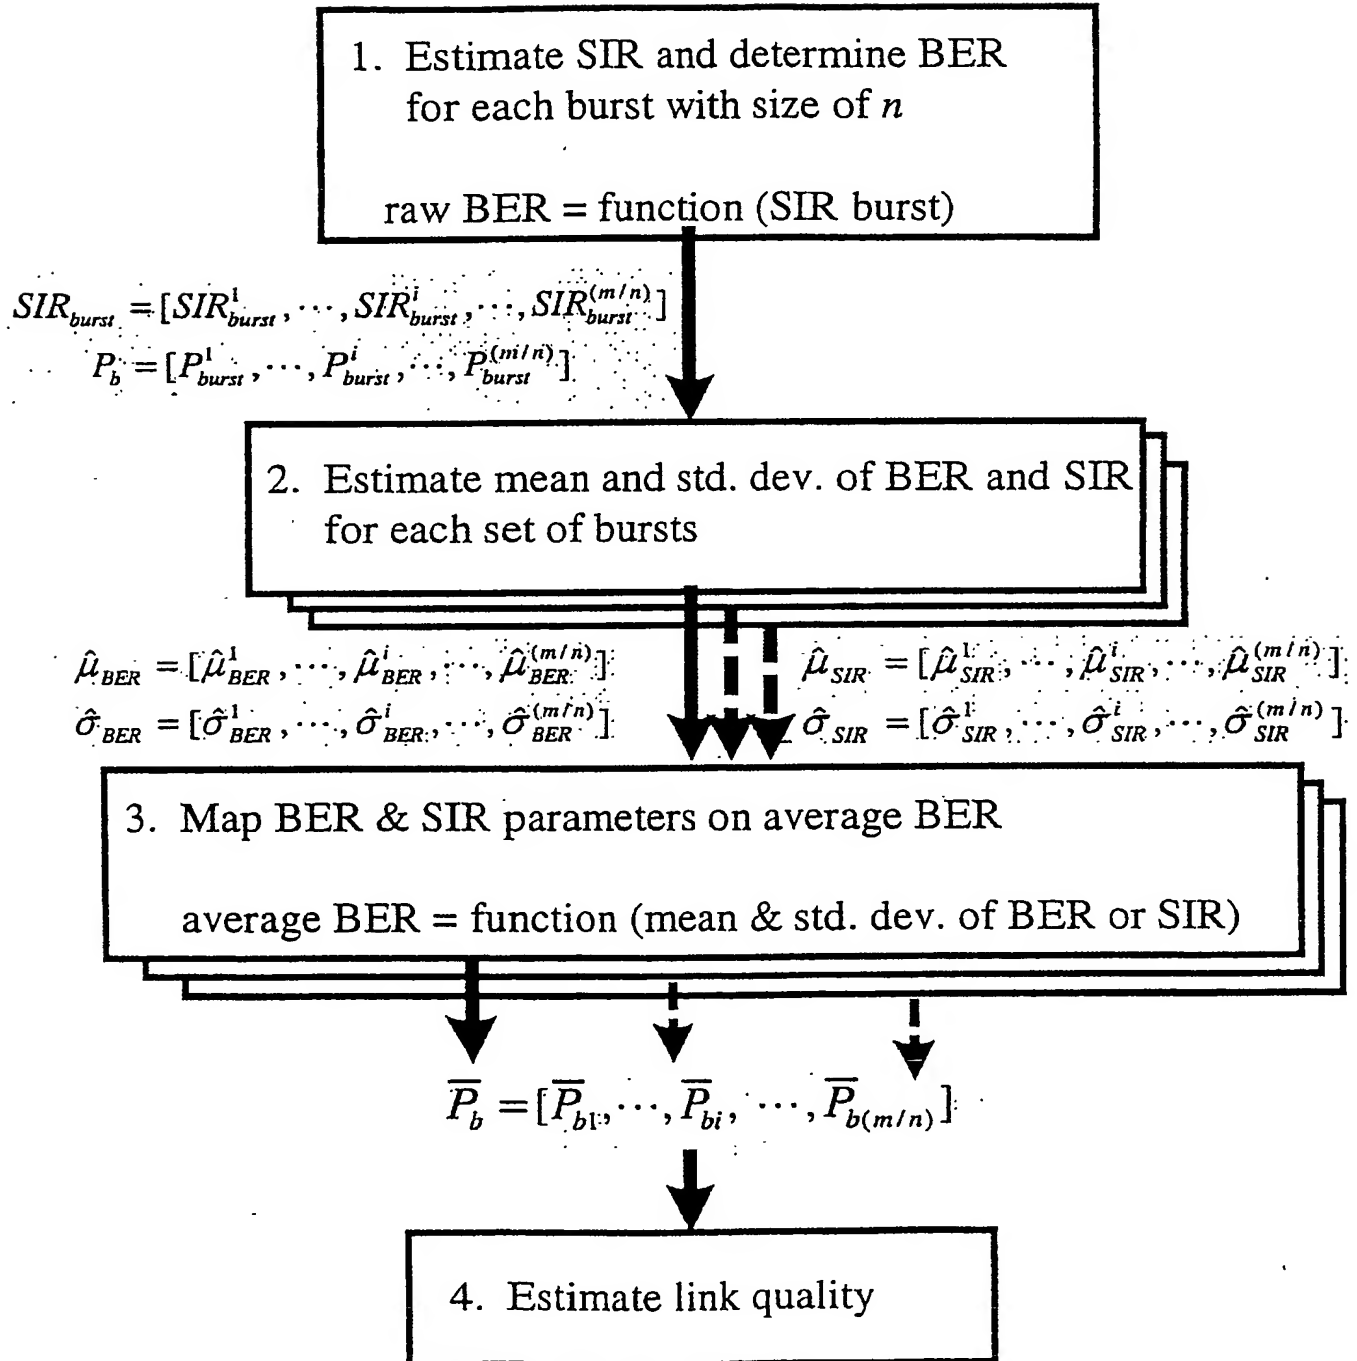 1. Estimate SIR and determine BER
for each burst with size of n
raw BER = function (SIR burst)
SIR_burst = [SIR^1_burst, ⋯, SIR^i_burst, ⋯, SIR^(m/n)_burst]
P_b = [P^1_burst, ⋯, P^i_burst, ⋯, P^(m/n)_burst]
2. Estimate mean and std. dev. of BER and SIR
for each set of bursts
μ̂_BER = [μ̂^1_BER, ⋯, μ̂^i_BER, ⋯, μ̂^(m/n)_BER] μ̂_SIR = [μ̂^1_SIR, ⋯, μ̂^i_SIR, ⋯, μ̂^(m/n)_SIR]
σ̂_BER = [σ̂^1_BER, ⋯, σ̂^i_BER, ⋯, σ̂^(m/n)_BER] σ̂_SIR = [σ̂^1_SIR, ⋯, σ̂^i_SIR, ⋯, σ̂^(m/n)_SIR]
3. Map BER & SIR parameters on average BER
average BER = function (mean & std. dev. of BER or SIR)
P̅_b = [P̅_b1, ⋯, P̅_bi, ⋯, P̅_b(m/n)]
4. Estimate link quality